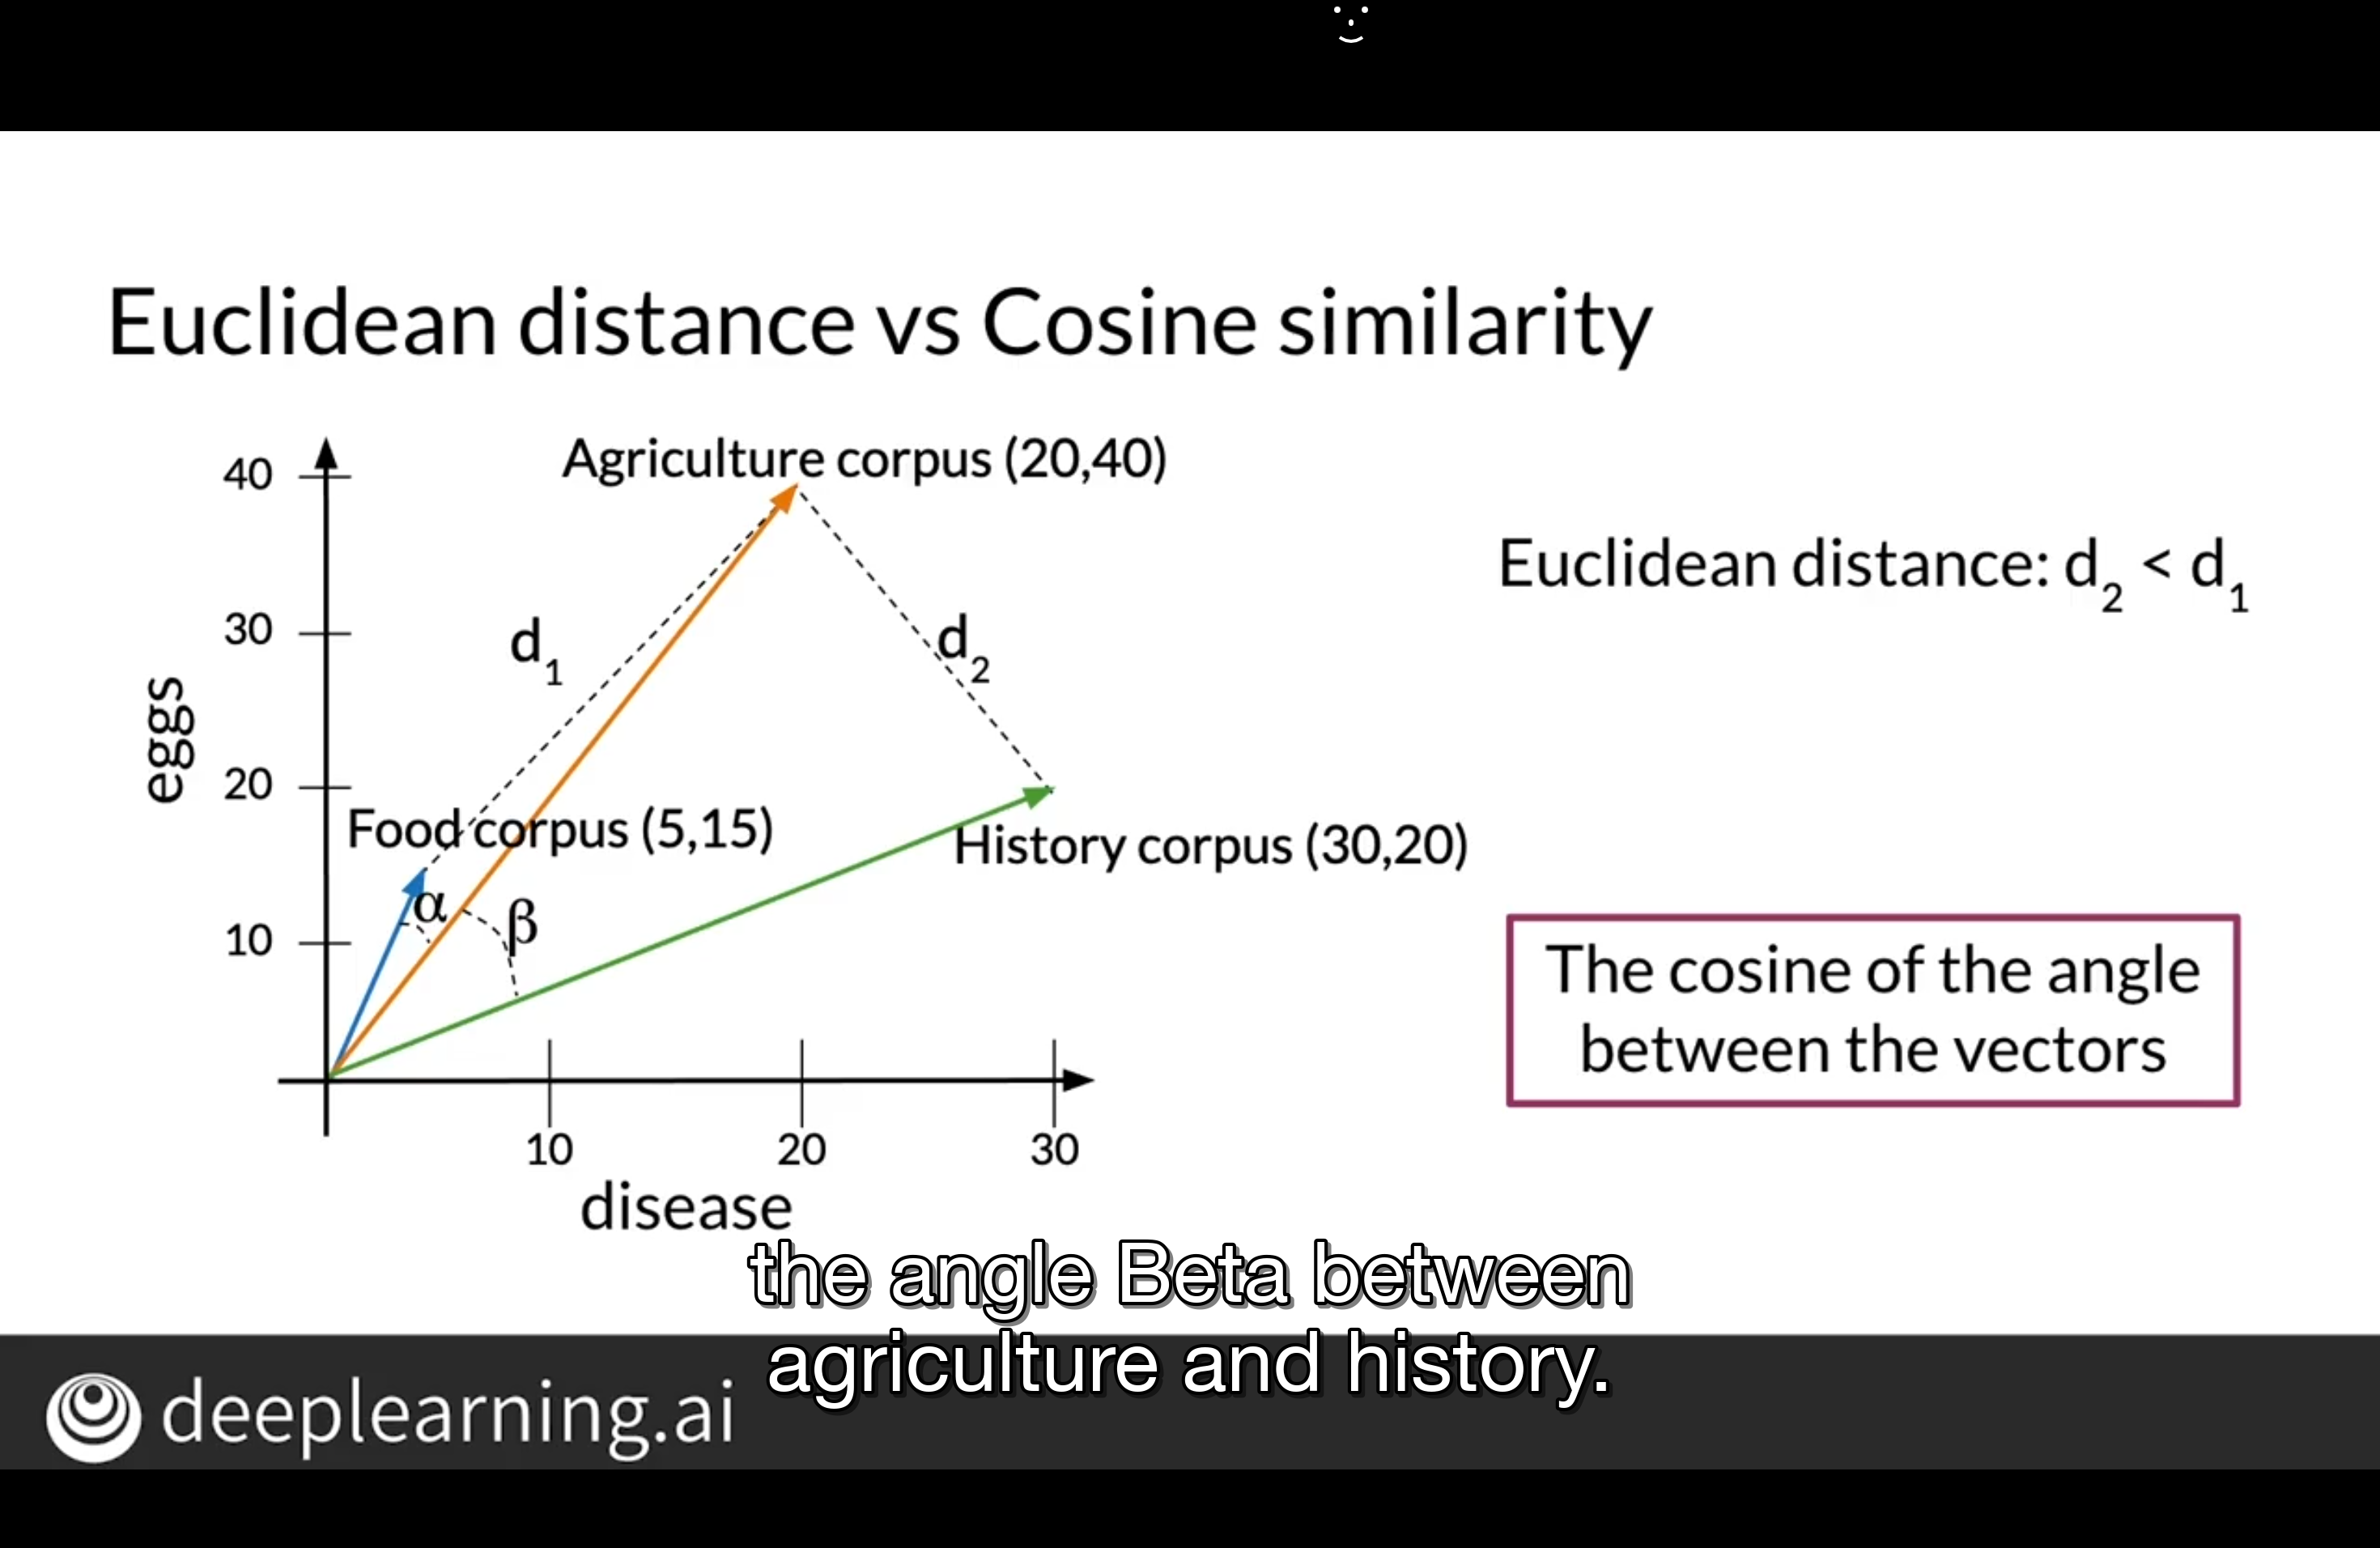 Euclidean distance vs Cosine similarity
Agriculture corpus (20,40)
40
30
20
10
eggs
d1
d2
Food corpus (5,15)
History corpus (30,20)
α
β
10
20
30
disease
Euclidean distance: d2 < d1
The cosine of the angle
between the vectors
the angle Beta between
agriculture and history.
deeplearning.ai